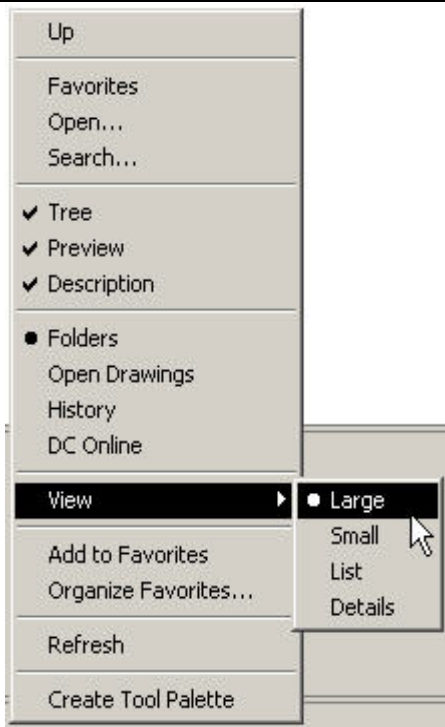 Up
Favorites
Open...
Search...
Tree
Preview
Description
Folders
Open Drawings
History
DC Online
View
Large
Small
List
Details
Add to Favorites
Organize Favorites...
Refresh
Create Tool Palette